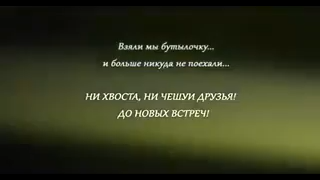 Взяли мы бутылочку...
и больше никуда не поехали...
НИ ХВОСТА, НИ ЧЕШУИ ДРУЗЬЯ!
ДО НОВЫХ ВСТРЕЧ!